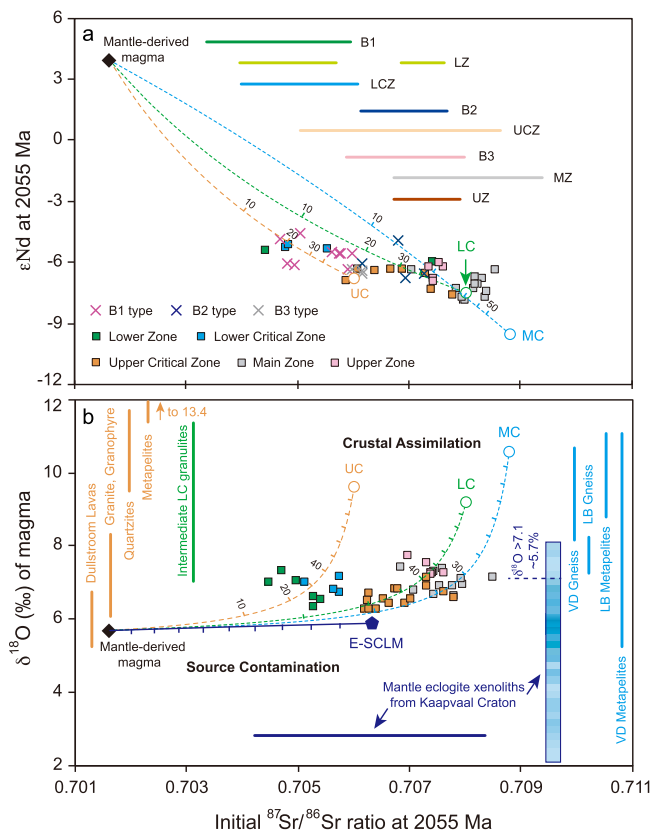 a
6
3
0
-3
-6
-9
-12
εNd at 2055 Ma
Mantle-derived
magma
B1
LZ
LCZ
B2
UCZ
B3
MZ
UZ
10
10
10
20
20
30
30
50
LC
UC
MC
B1 type
B2 type
B3 type
Lower Zone
Lower Critical Zone
Upper Critical Zone
Main Zone
Upper Zone
b
12
10
8
6
4
2
δ18O (‰) of magma
to 13.4
Dullstroom Lavas
Granite, Granophyre
Quartzites
Metapelites
Intermediate LC granulites
Crustal Assimilation
UC
LC
MC
10
20
40
40
30
δ18O >7.1
~5.7%
VD Gneiss
LB Gneiss
LB Metapelites
VD Metapelites
Mantle-derived
magma
E-SCLM
Source Contamination
Mantle eclogite xenoliths
from Kaapvaal Craton
0.701
0.703
0.705
0.707
0.709
0.711
Initial 87Sr/86Sr ratio at 2055 Ma